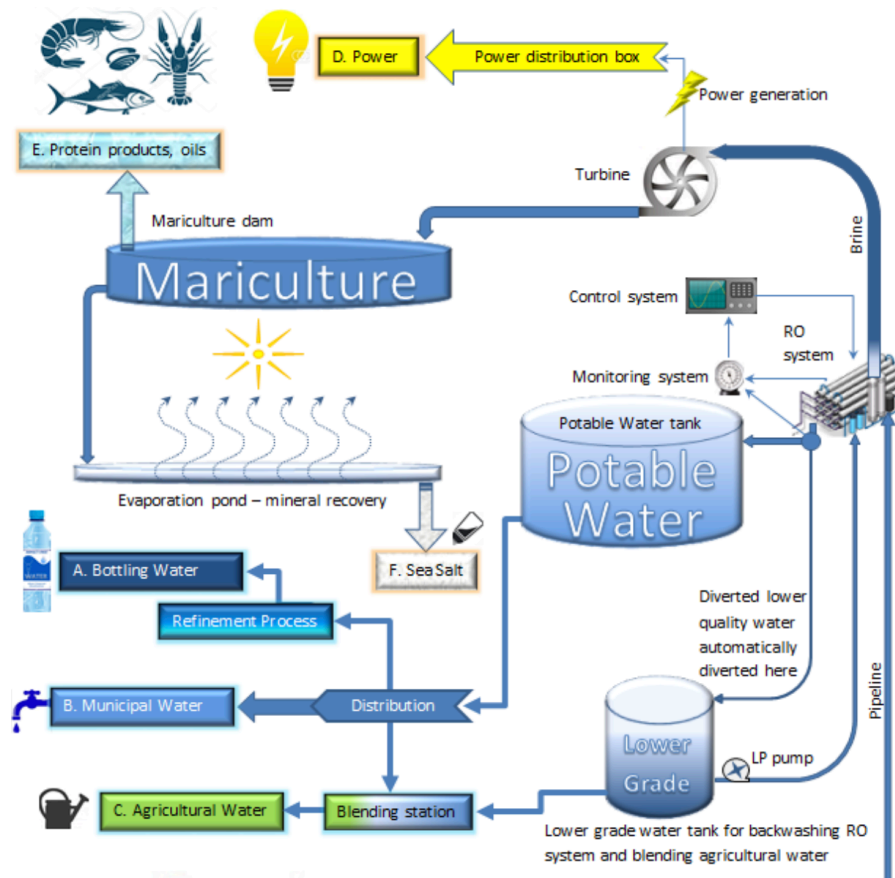 D. Power
Power distribution box
Power generation
E. Protein products, oils
Turbine
Mariculture dam
Brine
Mariculture
Control system
RO
system
Monitoring system
Potable Water tank
Potable
Water
Evaporation pond – mineral recovery
A. Bottling Water
F. Sea Salt
Refinement Process
Diverted lower
quality water
automatically
diverted here
Pipeline
B. Municipal Water
Distribution
Lower
Grade
LP pump
C. Agricultural Water
Blending station
Lower grade water tank for backwashing RO
system and blending agricultural water